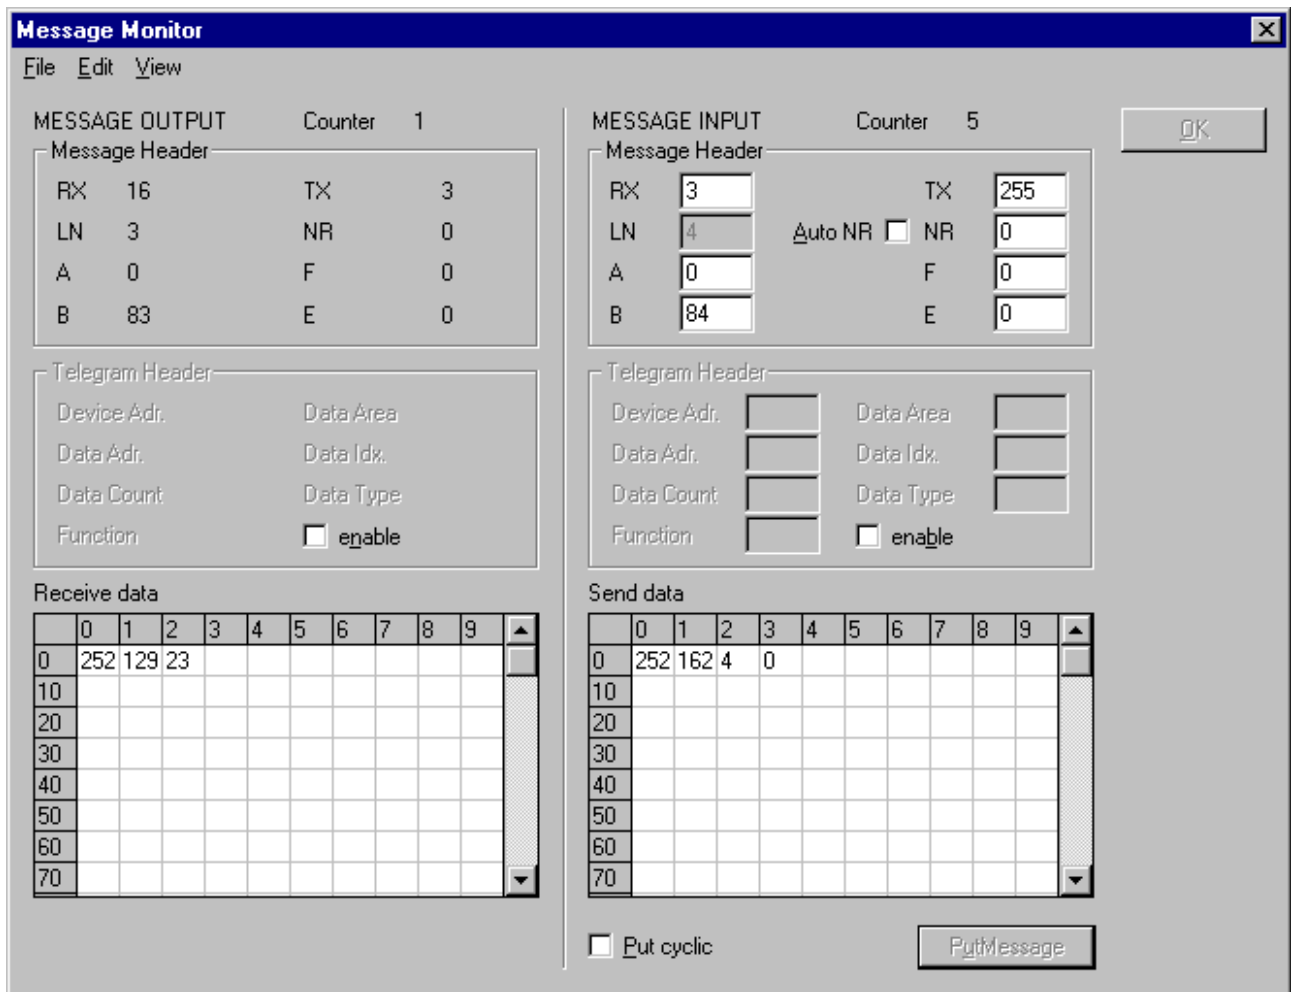 Message Monitor
File Edit View
MESSAGE OUTPUT Counter 1
Message Header
RX 16 TX 3
LN 3 NR 0
A 0 F 0
B 83 E 0
Telegram Header
Device Adr. Data Area
Data Adr. Data Idx.
Data Count Data Type
Function enable
Receive data
0 1 2 3 4 5 6 7 8 9
0 252 129 23
10
20
30
40
50
60
70
MESSAGE INPUT Counter 5
Message Header
RX 3 TX 255
LN 4 Auto NR NR 0
A 0 F 0
B 84 E 0
Telegram Header
Device Adr. Data Area
Data Adr. Data Idx.
Data Count Data Type
Function enable
Send data
0 1 2 3 4 5 6 7 8 9
0 252 162 4 0
10
20
30
40
50
60
70
Put cyclic PutMessage
OK